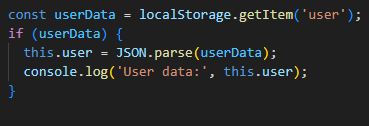 const userData = localStorage.getItem('user');
if (userData) {
  this.user = JSON.parse(userData);
  console.log('User data:', this.user);
}